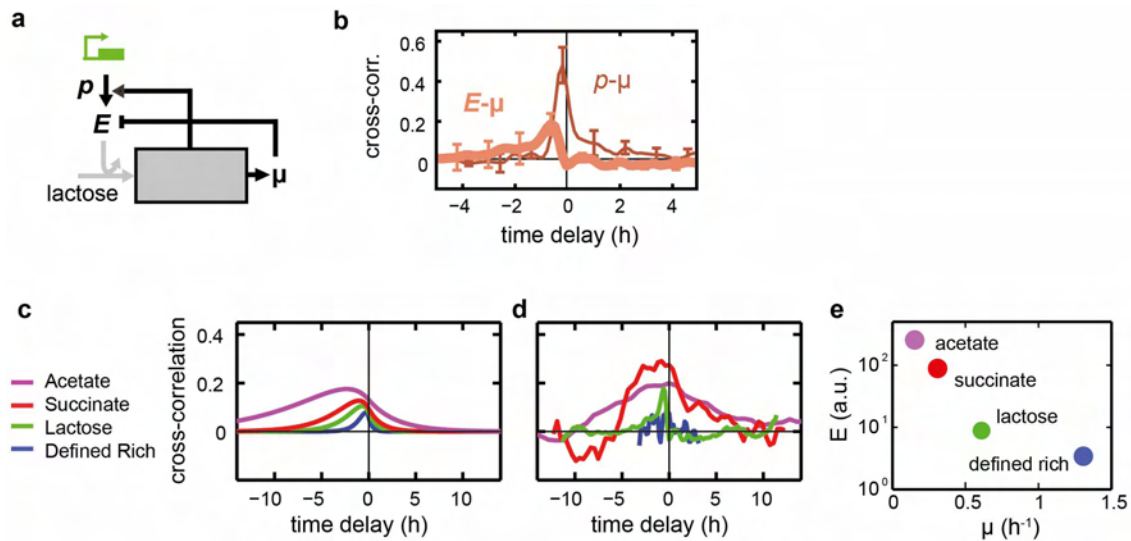 a
p
E
lactose
μ
b
cross-corr.
0.6
0.4
0.2
0
E-μ
p-μ
−4 −2 0 2 4
time delay (h)
c
Acetate
Succinate
Lactose
Defined Rich
cross-correlation
0.4
0.2
0
−10 −5 0 5 10
time delay (h)
d
−10 −5 0 5 10
time delay (h)
e
E (a.u.)
10²
10¹
10⁰
acetate
succinate
lactose
defined rich
0 0.5 1 1.5
μ (h⁻¹)